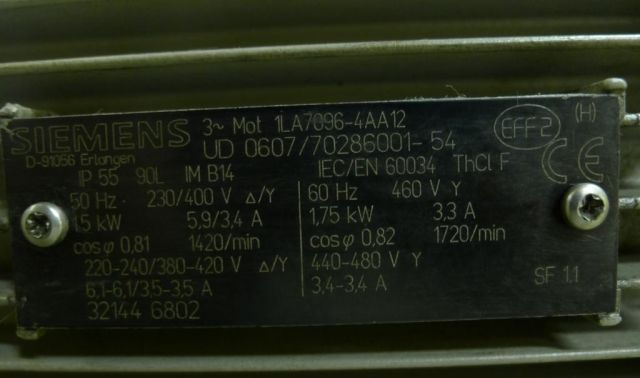 SIEMENS 3~ Mot 1LA7096-4AA12 EFF2 (H)
D-91056 Erlangen UD 0607/70286001-54 CE
IP 55 90L IM B14 IEC/EN 60034 ThCl F
50 Hz 230/400 V Δ/Y 60 Hz 460 V Y
1,5 kW 5,9/3,4 A 1,75 kW 3,3 A
cosφ 0,81 1420/min cosφ 0,82 1720/min
220-240/380-420 V Δ/Y 440-480 V Y
6,1-6,1/3,5-3,5 A 3,4-3,4 A SF 1.1
32144 6802